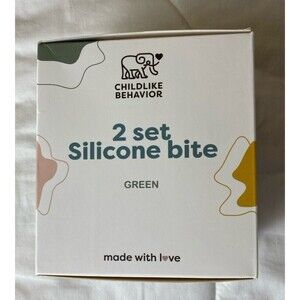 CHILDLIKE
BEHAVIOR
2 set
Silicone bite
GREEN
made with love